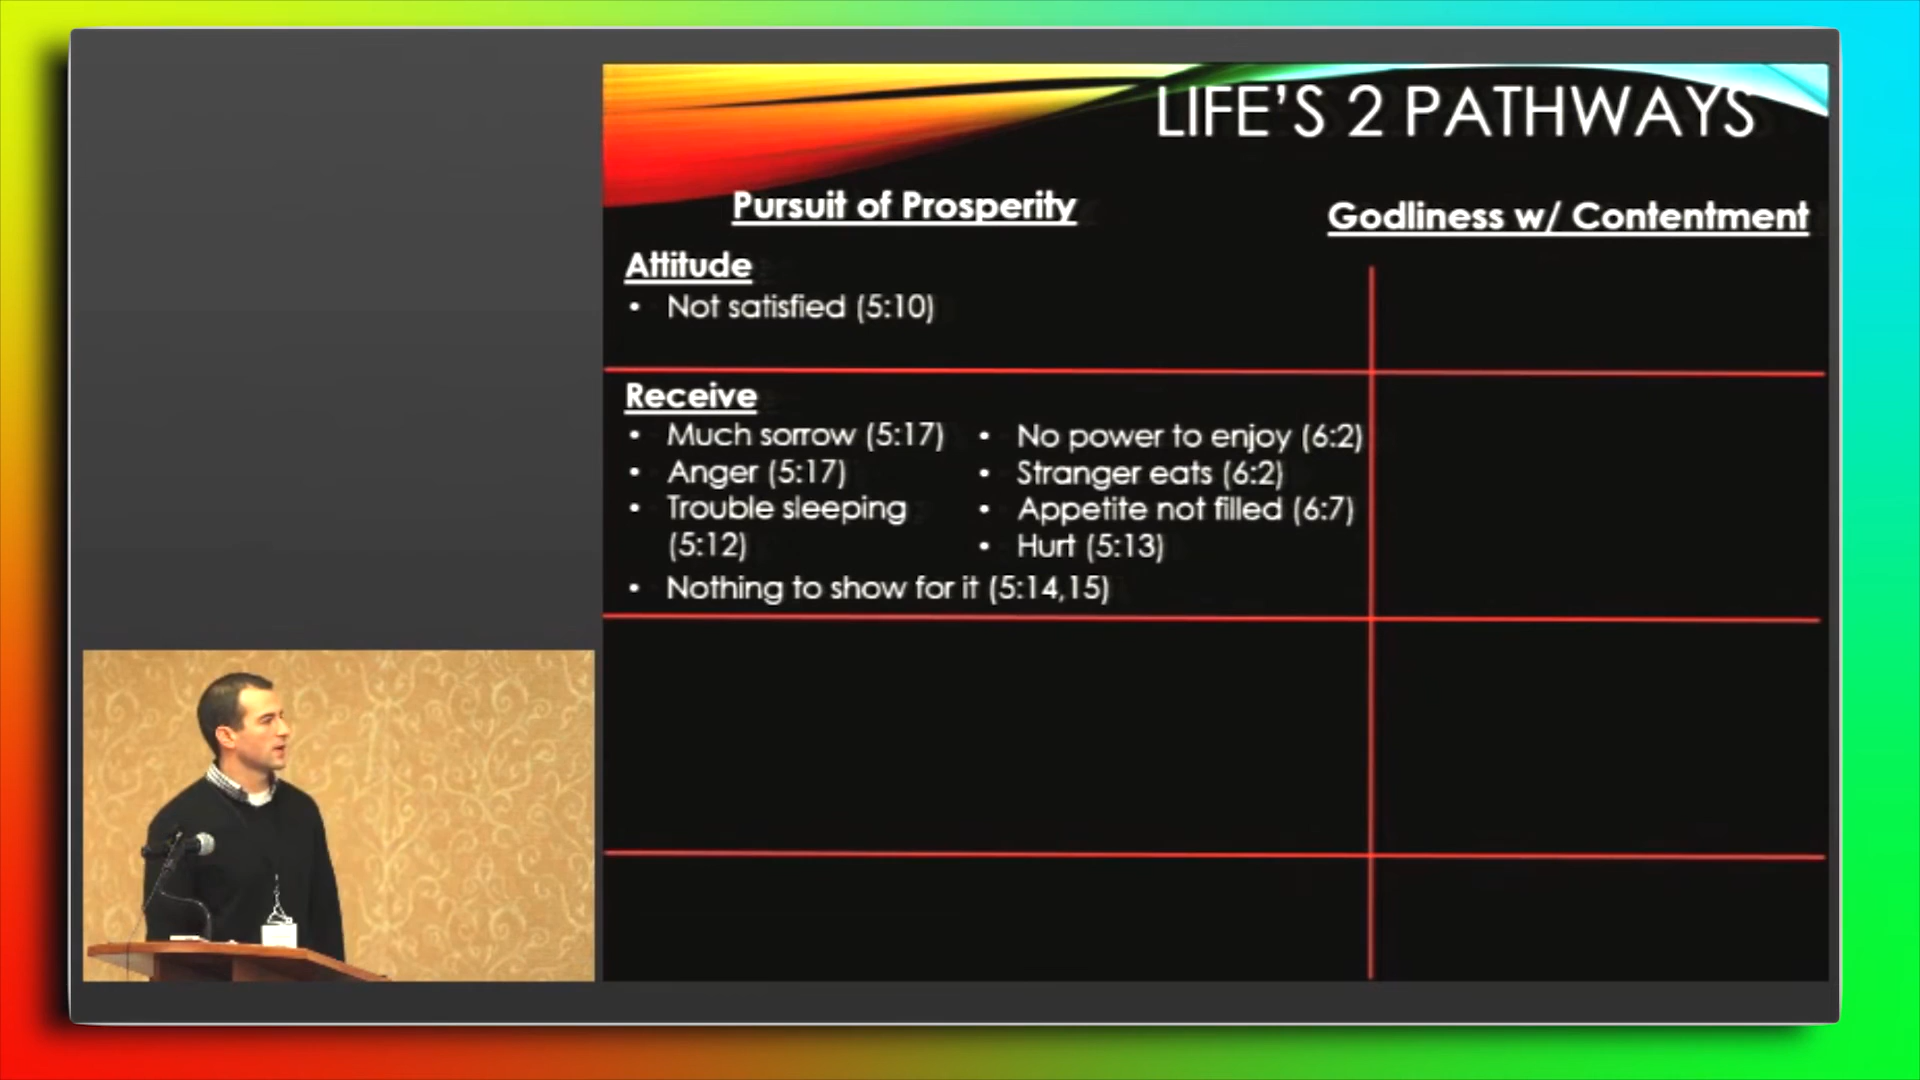 LIFE'S 2 PATHWAYS
Pursuit of Prosperity
Godliness w/ Contentment
Attitude
• Not satisfied (5:10)
Receive
• Much sorrow (5:17)
• Anger (5:17)
• Trouble sleeping
(5:12)
• No power to enjoy (6:2)
• Stranger eats (6:2)
• Appetite not filled (6:7)
• Hurt (5:13)
• Nothing to show for it (5:14,15)